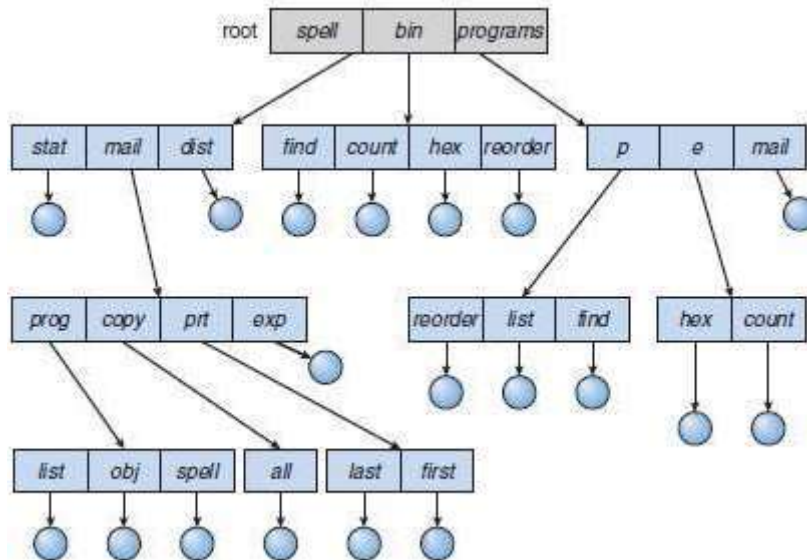 root spell bin programs
stat mail dist find count hex reorder p e mail
prog copy prt exp reorder list find hex count
list obj spell all last first